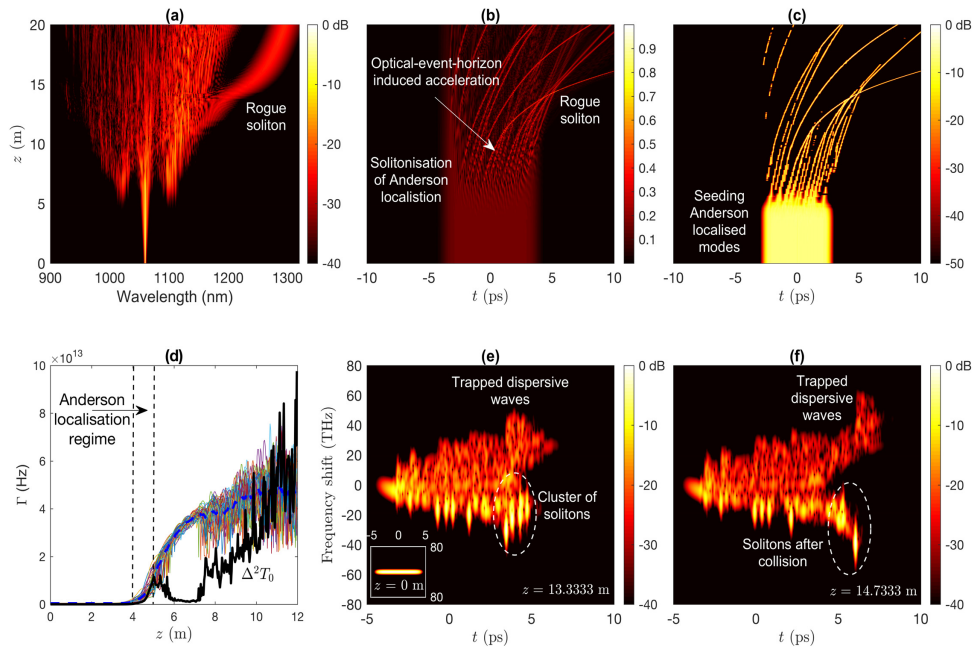 (a)
20
15
10
5
0
z (m)
900
1000
1100
1200
1300
Wavelength (nm)
Rogue
soliton
0 dB
-10
-20
-30
-40
(b)
Optical-event-horizon
induced acceleration
Rogue
soliton
Solitonisation
of Anderson
localistion
-10
-5
0
5
10
t (ps)
0.9
0.8
0.7
0.6
0.5
0.4
0.3
0.2
0.1
(c)
Seeding
Anderson
localised
modes
-10
-5
0
5
10
t (ps)
0 dB
-10
-20
-30
-40
-50
(d)
×10¹³
10
8
6
4
2
0
Γ (Hz)
Anderson
localisation
regime
Δ²T₀
0
2
4
6
8
10
12
z (m)
(e)
80
60
40
20
0
-20
-40
-60
-80
Frequency shift (THz)
Trapped dispersive
waves
Cluster of
solitons
-5
0
5
80
z = 0 m
80
z = 13.3333 m
-5
0
5
10
t (ps)
0 dB
-10
-20
-30
-40
(f)
Trapped
dispersive
waves
Solitons after
collision
z = 14.7333 m
-5
0
5
10
t (ps)
0 dB
-10
-20
-30
-40